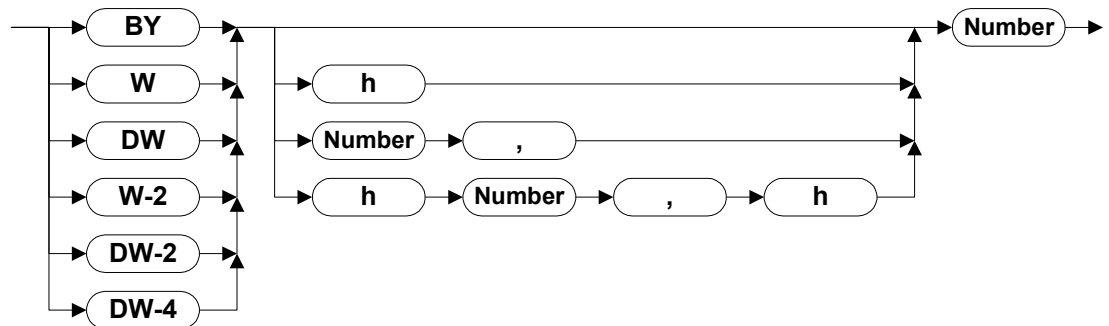 BY Number
W h
DW Number ,
W-2 h Number , h
DW-2
DW-4